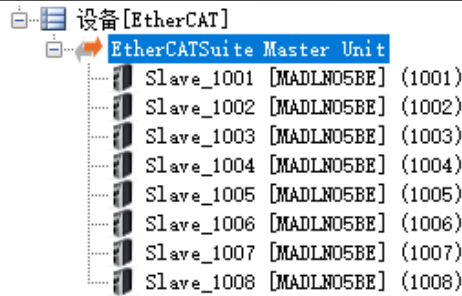 设备[EtherCAT]
EtherCATSuite Master Unit
Slave_1001 [MADLN05BE] (1001)
Slave_1002 [MADLN05BE] (1002)
Slave_1003 [MADLN05BE] (1003)
Slave_1004 [MADLN05BE] (1004)
Slave_1005 [MADLN05BE] (1005)
Slave_1006 [MADLN05BE] (1006)
Slave_1007 [MADLN05BE] (1007)
Slave_1008 [MADLN05BE] (1008)